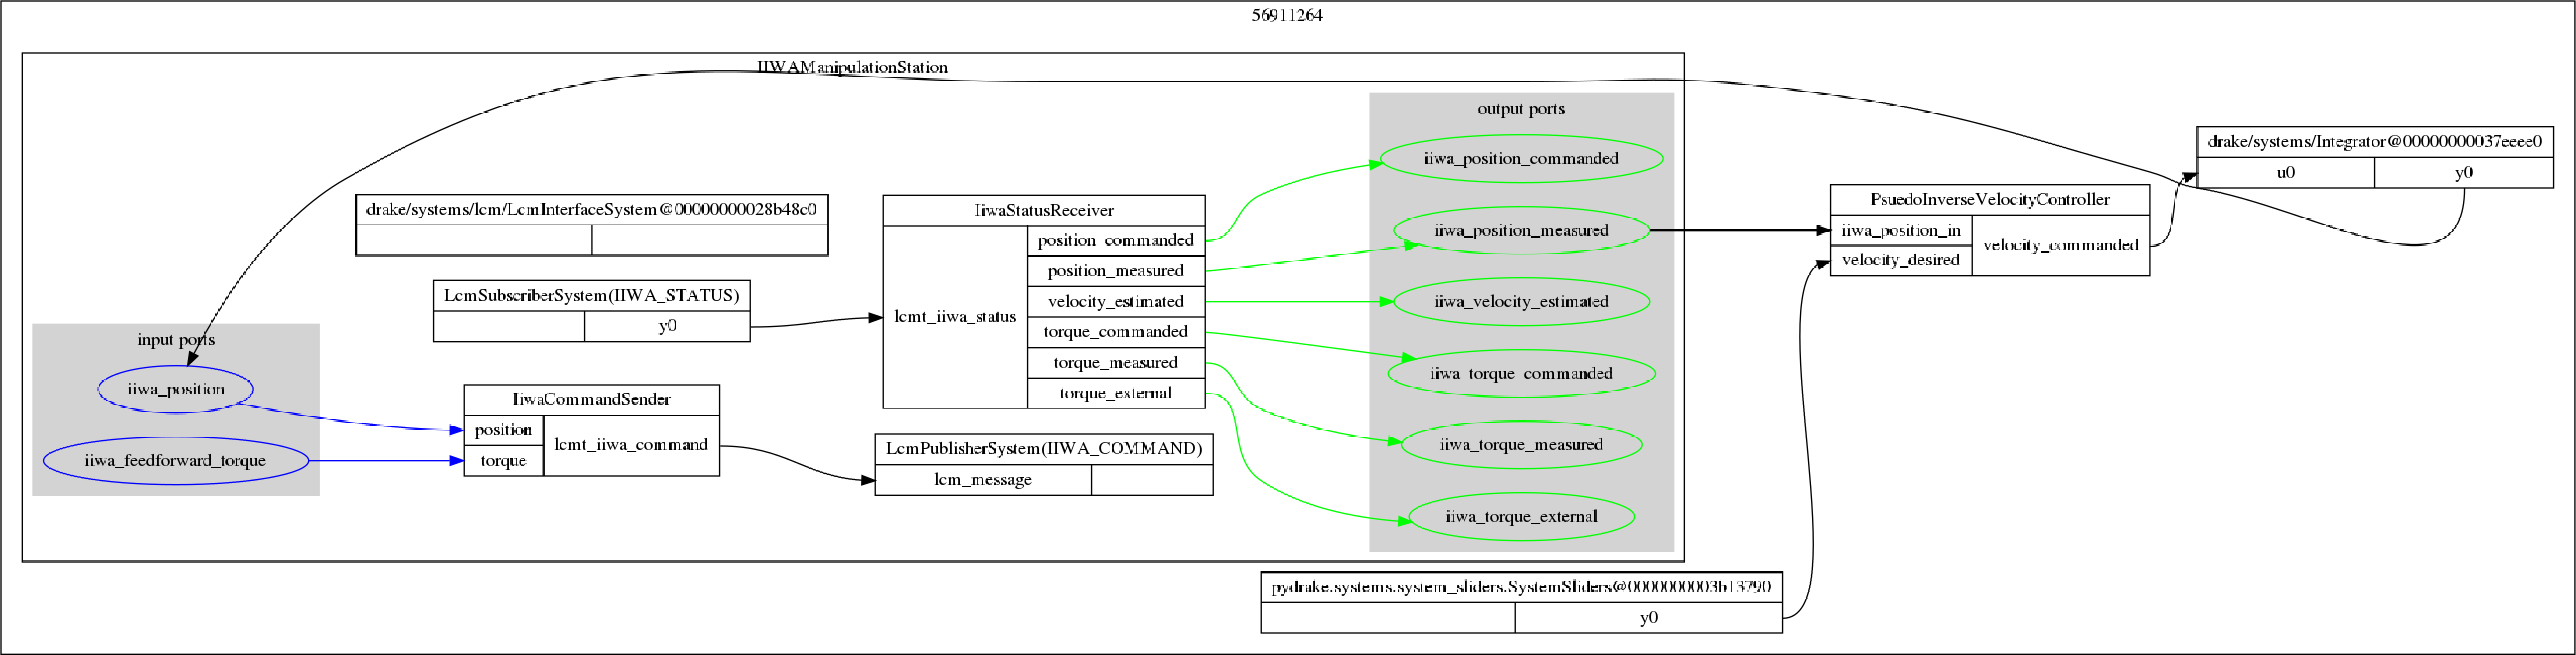 56911264
IIWAManipulationStation
input ports
iiwa_position
iiwa_feedforward_torque
drake/systems/lcm/LcmInterfaceSystem@00000000028b48c0
LcmSubscriberSystem(IIWA_STATUS)
y0
IiwaCommandSender
position
torque
lcmt_iiwa_command
IiwaStatusReceiver
lcmt_iiwa_status
position_commanded
position_measured
velocity_estimated
torque_commanded
torque_measured
torque_external
LcmPublisherSystem(IIWA_COMMAND)
lcm_message
output ports
iiwa_position_commanded
iiwa_position_measured
iiwa_velocity_estimated
iiwa_torque_commanded
iiwa_torque_measured
iiwa_torque_external
pydrake.systems.system_sliders.SystemSliders@0000000003b13790
y0
PsuedoInverseVelocityController
iiwa_position_in
velocity_desired
velocity_commanded
drake/systems/Integrator@00000000037eeee0
u0
y0